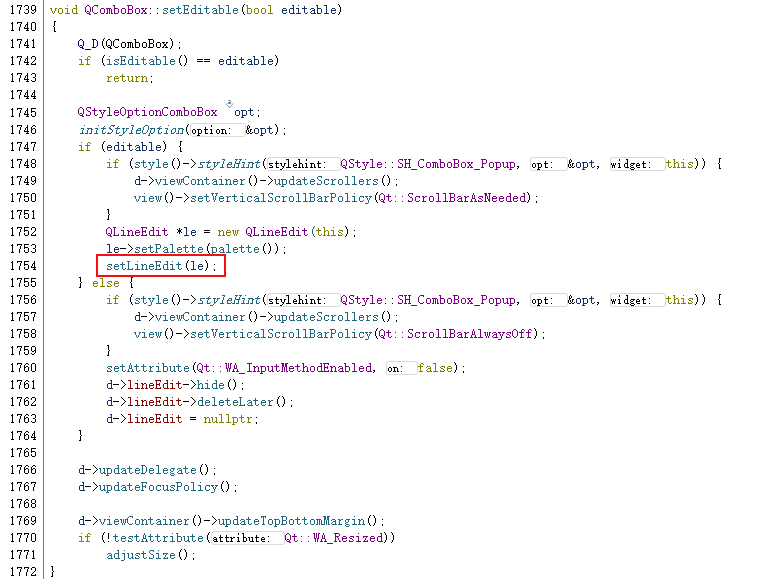 1739 void QComboBox::setEditable(bool editable)
1740 {
1741     Q_D(QComboBox);
1742     if (isEditable() == editable)
1743         return;
1744
1745     QStyleOptionComboBox opt;
1746     initStyleOption(option: &opt);
1747     if (editable) {
1748         if (style()->styleHint(stylehint: QStyle::SH_ComboBox_Popup, opt: &opt, widget: this)) {
1749             d->viewContainer()->updateScrollers();
1750             view()->setVerticalScrollBarPolicy(Qt::ScrollBarAsNeeded);
1751         }
1752         QLineEdit *le = new QLineEdit(this);
1753         le->setPalette(palette());
1754         setLineEdit(le);
1755     } else {
1756         if (style()->styleHint(stylehint: QStyle::SH_ComboBox_Popup, opt: &opt, widget: this)) {
1757             d->viewContainer()->updateScrollers();
1758             view()->setVerticalScrollBarPolicy(Qt::ScrollBarAlwaysOff);
1759         }
1760         setAttribute(Qt::WA_InputMethodEnabled, on: false);
1761         d->lineEdit->hide();
1762         d->lineEdit->deleteLater();
1763         d->lineEdit = nullptr;
1764     }
1765
1766     d->updateDelegate();
1767     d->updateFocusPolicy();
1768
1769     d->viewContainer()->updateTopBottomMargin();
1770     if (!testAttribute(attribute: Qt::WA_Resized))
1771         adjustSize();
1772 }